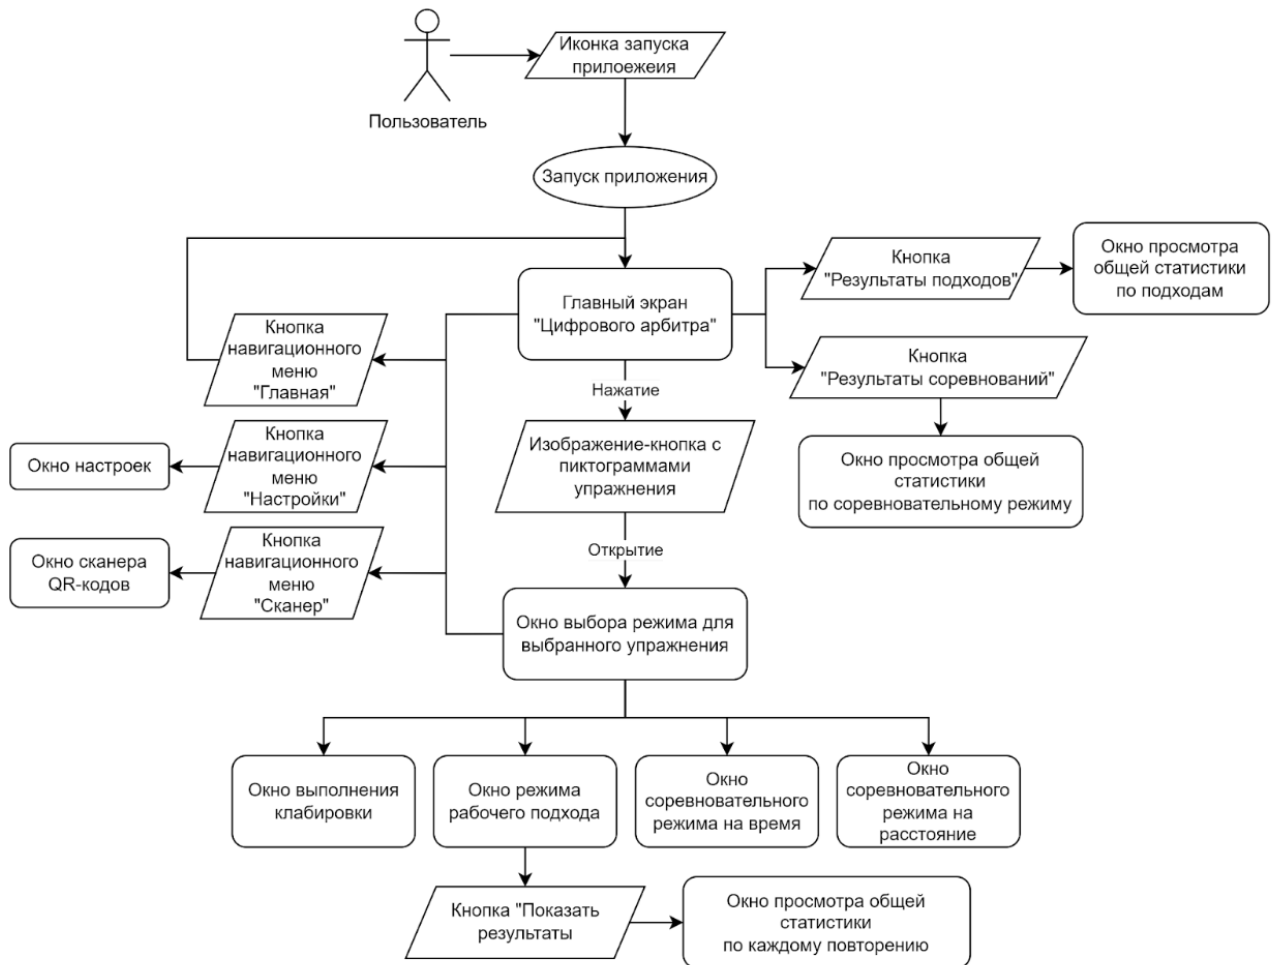 Иконка запуска
прилоежеия
Пользователь
Запуск приложения
Главный экран
"Цифрового арбитра"
Кнопка
"Результаты подходов"
Окно просмотра
общей статистики
по подходам
Кнопка
навигационного
меню
"Главная"
Кнопка
"Результаты соревнований"
Нажатие
Окно настроек
Кнопка
навигационного
меню
"Настройки"
Изображение-кнопка с
пиктограммами
упражнения
Окно просмотра общей
статистики
по соревновательному режиму
Окно сканера
QR-кодов
Кнопка
навигационного
меню
"Сканер"
Открытие
Окно выбора режима для
выбранного упражнения
Окно выполнения
клабировки
Окно режима
рабочего подхода
Окно
соревновательного
режима на время
Окно
соревновательного
режима на
расстояние
Кнопка "Показать
результаты
Окно просмотра общей
статистики
по каждому повторению